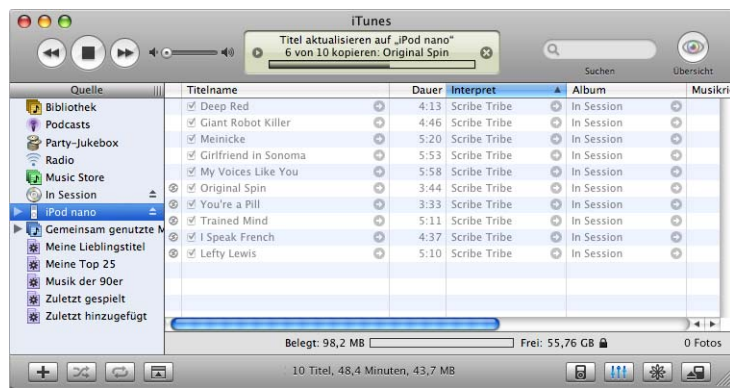 iTunes
Titel aktualisieren auf „iPod nano“
6 von 10 kopieren: Original Spin
Suchen
Übersicht
Quelle
Titelname Dauer Interpret Album Musikri
Bibliothek
Podcasts
Party-Jukebox
Radio
Music Store
In Session
iPod nano
Gemeinsam genutzte M
Meine Lieblingstitel
Meine Top 25
Musik der 90er
Zuletzt gespielt
Zuletzt hinzugefügt
Deep Red 4:13 Scribe Tribe In Session
Giant Robot Killer 4:46 Scribe Tribe In Session
Meinicke 5:20 Scribe Tribe In Session
Girlfriend in Sonoma 5:53 Scribe Tribe In Session
My Voices Like You 5:58 Scribe Tribe In Session
Original Spin 3:44 Scribe Tribe In Session
You're a Pill 3:33 Scribe Tribe In Session
Trained Mind 5:11 Scribe Tribe In Session
I Speak French 4:37 Scribe Tribe In Session
Lefty Lewis 5:10 Scribe Tribe In Session
Belegt: 98,2 MB Frei: 55,76 GB 0 Fotos
10 Titel, 48,4 Minuten, 43,7 MB